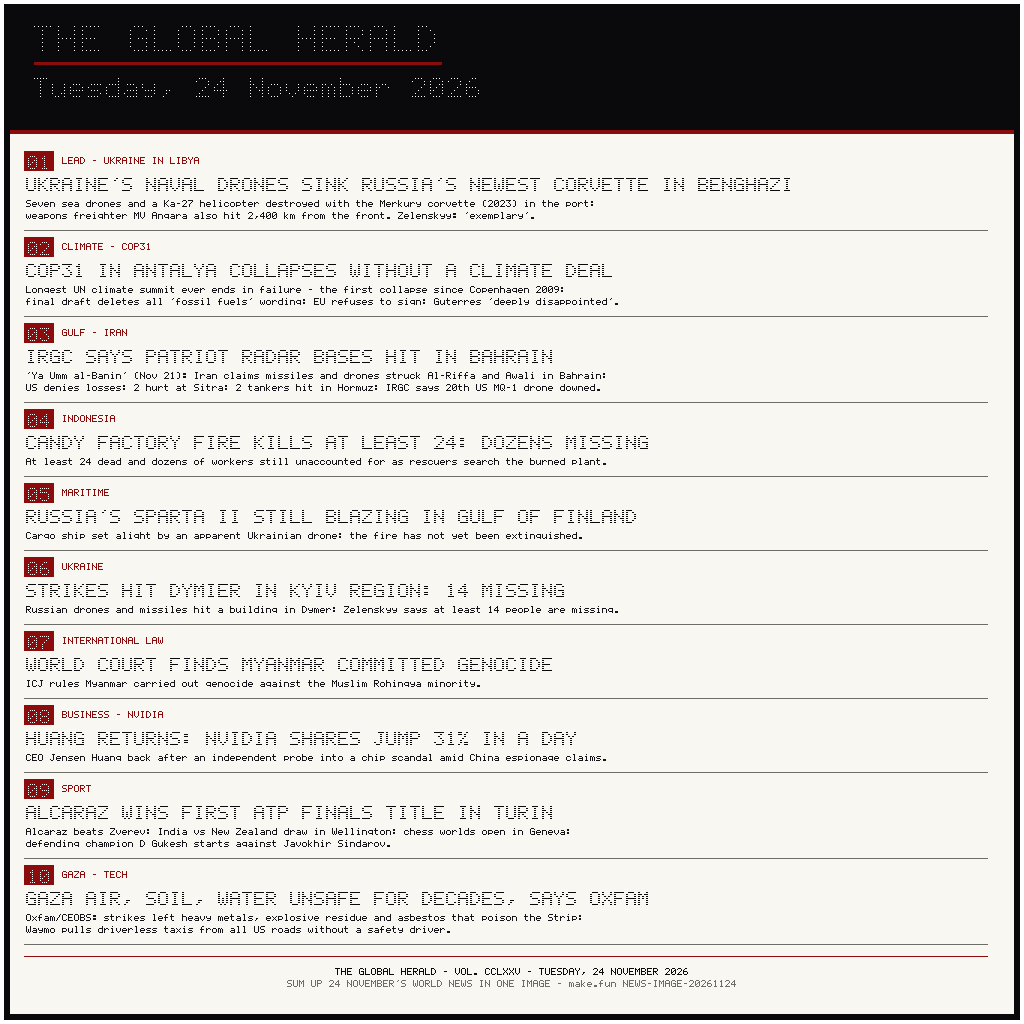 THE GLOBAL HERALD
Tuesday, 24 November 2026
01 LEAD - UKRAINE IN LIBYA
UKRAINE'S NAVAL DRONES SINK RUSSIA'S NEWEST CORVETTE IN BENGHAZI
Seven sea drones and a Ka-27 helicopter destroyed with the Merkury corvette (2023) in the port:
weapons freighter MV Angara also hit 2,400 km from the front. Zelenskyy: 'exemplary'.
02 CLIMATE - COP31
COP31 IN ANTALYA COLLAPSES WITHOUT A CLIMATE DEAL
Longest UN climate summit ever ends in failure - the first collapse since Copenhagen 2009:
final draft deletes all 'fossil fuels' wording: EU refuses to sign: Guterres 'deeply disappointed'.
03 GULF - IRAN
IRGC SAYS PATRIOT RADAR BASES HIT IN BAHRAIN
'Ya Umm al-Banin' (Nov 21): Iran claims missiles and drones struck Al-Riffa and Awali in Bahrain:
US denies losses: 2 hurt at Sitra: 2 tankers hit in Hormuz: IRGC says 20th US MQ-1 drone downed.
04 INDONESIA
CANDY FACTORY FIRE KILLS AT LEAST 24: DOZENS MISSING
At least 24 dead and dozens of workers still unaccounted for as rescuers search the burned plant.
05 MARITIME
RUSSIA'S SPARTA II STILL BLAZING IN GULF OF FINLAND
Cargo ship set alight by an apparent Ukrainian drone: the fire has not yet been extinguished.
06 UKRAINE
STRIKES HIT DYMIER IN KYIV REGION: 14 MISSING
Russian drones and missiles hit a building in Dymer: Zelenskyy says at least 14 people are missing.
07 INTERNATIONAL LAW
WORLD COURT FINDS MYANMAR COMMITTED GENOCIDE
ICJ rules Myanmar carried out genocide against the Muslim Rohingya minority.
08 BUSINESS - NVIDIA
HUANG RETURNS: NVIDIA SHARES JUMP 31% IN A DAY
CEO Jensen Huang back after an independent probe into a chip scandal amid China espionage claims.
09 SPORT
ALCARAZ WINS FIRST ATP FINALS TITLE IN TURIN
Alcaraz beats Zverev: India vs New Zealand draw in Wellington: chess worlds open in Geneva:
defending champion D Gukesh starts against Javokhir Sindarov.
10 GAZA - TECH
GAZA AIR, SOIL, WATER UNSAFE FOR DECADES, SAYS OXFAM
Oxfam/CEOBS: strikes left heavy metals, explosive residue and asbestos that poison the Strip:
Waymo pulls driverless taxis from all US roads without a safety driver.
THE GLOBAL HERALD - VOL. CCLXXV - TUESDAY, 24 NOVEMBER 2026
SUM UP 24 NOVEMBER'S WORLD NEWS IN ONE IMAGE - make.fun NEWS-IMAGE-20261124